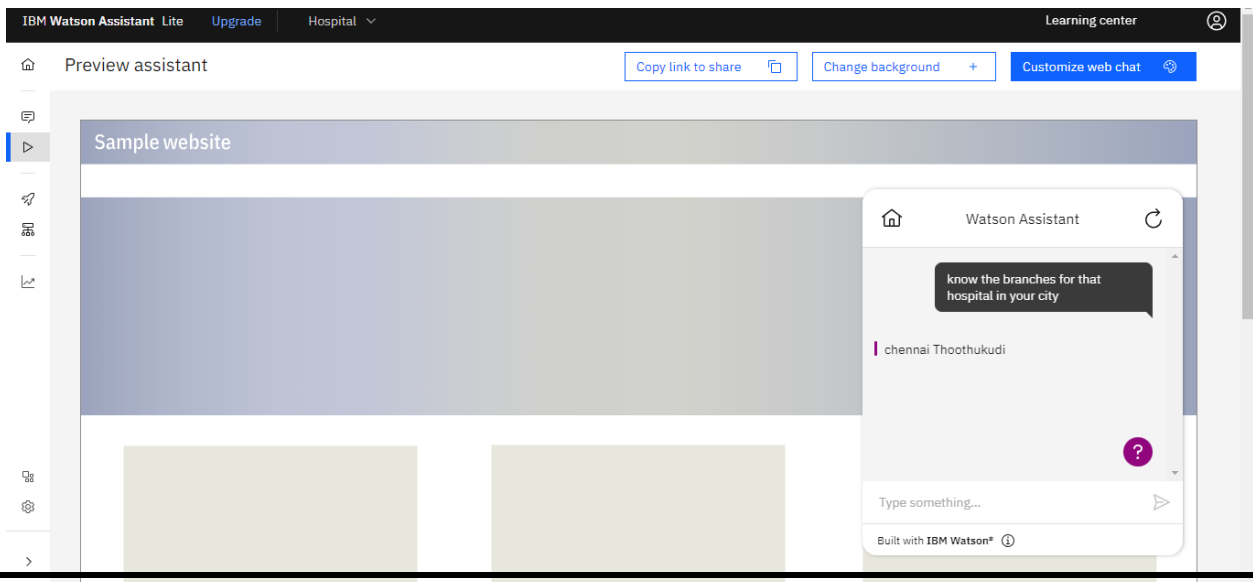 IBM Watson Assistant Lite Upgrade Hospital Learning center
Preview assistant Copy link to share Change background + Customize web chat
Sample website
Watson Assistant
know the branches for that
hospital in your city
chennai Thoothukudi
?
Type something...
Built with IBM Watson®